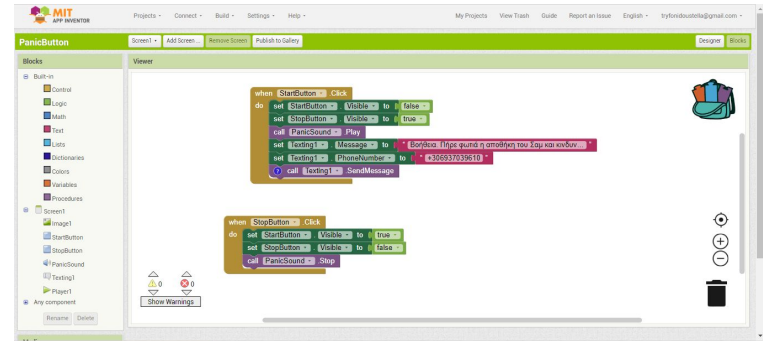 MIT
APP INVENTOR
Projects Connect Build Settings Help My Projects View Trash Guide Report an Issue English tryfonidoustella@gmail.com
PanicButton Screen1 Add Screen ... Remove Screen Publish to Gallery Designer Blocks
Blocks Viewer
Built-in
Control
Logic
Math
Text
Lists
Dictionaries
Colors
Variables
Procedures
Screen1
Image1
StartButton
StopButton
PanicSound
Texting1
Player1
Any component
Rename Delete
when StartButton .Click
do set StartButton . Visible to false
set StopButton . Visible to true
call PanicSound .Play
set Texting1 . Message to " Βοήθεια. Πήρε φωτιά η αποθήκη του Σαμ και κινδυν... "
set Texting1 . PhoneNumber to " +306937039610 "
call Texting1 .SendMessage
when StopButton .Click
do set StartButton . Visible to true
set StopButton . Visible to false
call PanicSound .Stop
0 0
Show Warnings